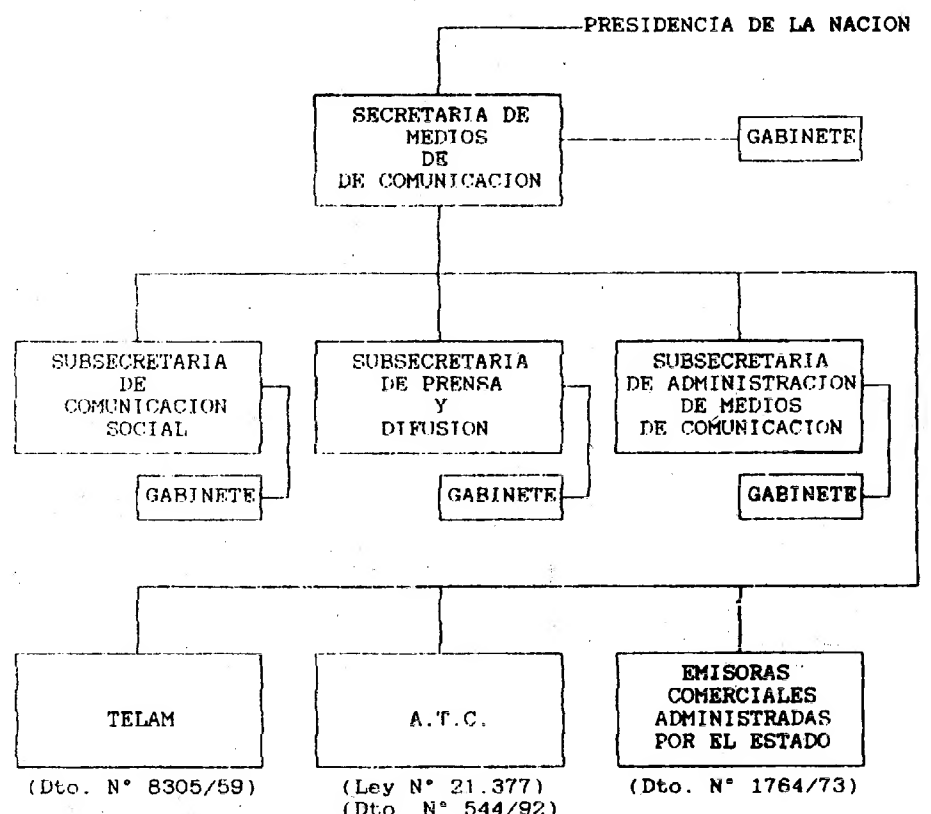 PRESIDENCIA DE LA NACION
SECRETARIA DE
MEDIOS
DE
DE COMUNICACION
GABINETE
SUBSECRETARIA
DE
COMUNICACION
SOCIAL
GABINETE
SUBSECRETARIA
DE PRENSA
Y
DIFUSION
GABINETE
SUBSECRETARIA
DE ADMINISTRACION
DE MEDIOS
DE COMUNICACION
GABINETE
TELAM
(Dto. N° 8305/59)
A.T.C.
(Ley N° 21.377)
(Dto N° 544/92)
EMISORAS
COMERCIALES
ADMINISTRADAS
POR EL ESTADO
(Dto. N° 1764/73)